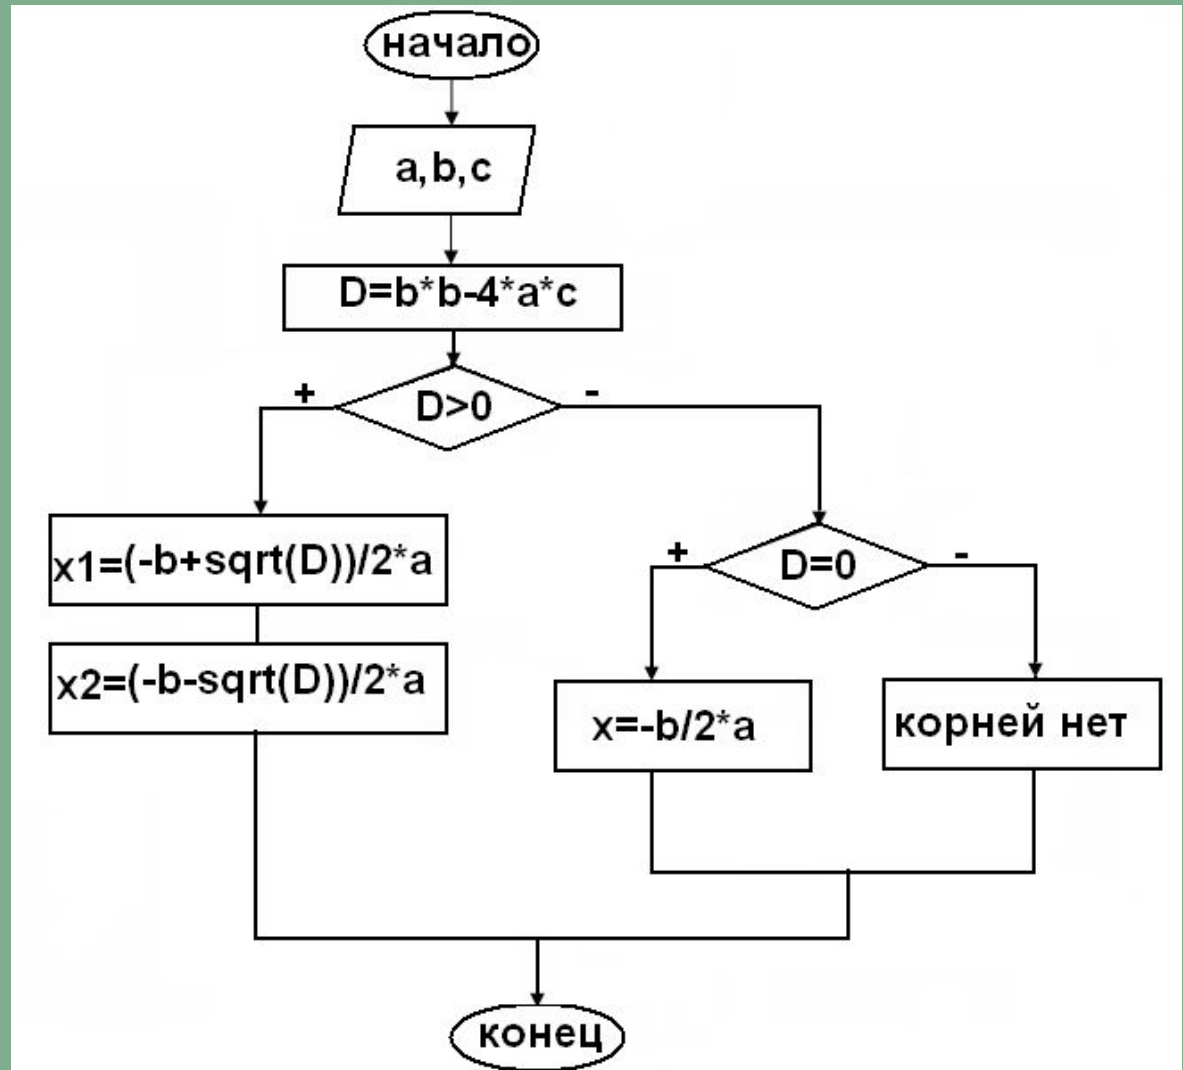 начало
a,b,c
D=b*b-4*a*c
+
D>0
-
x1=(-b+sqrt(D))/2*a
x2=(-b-sqrt(D))/2*a
+
D=0
-
x=-b/2*a
корней нет
конец